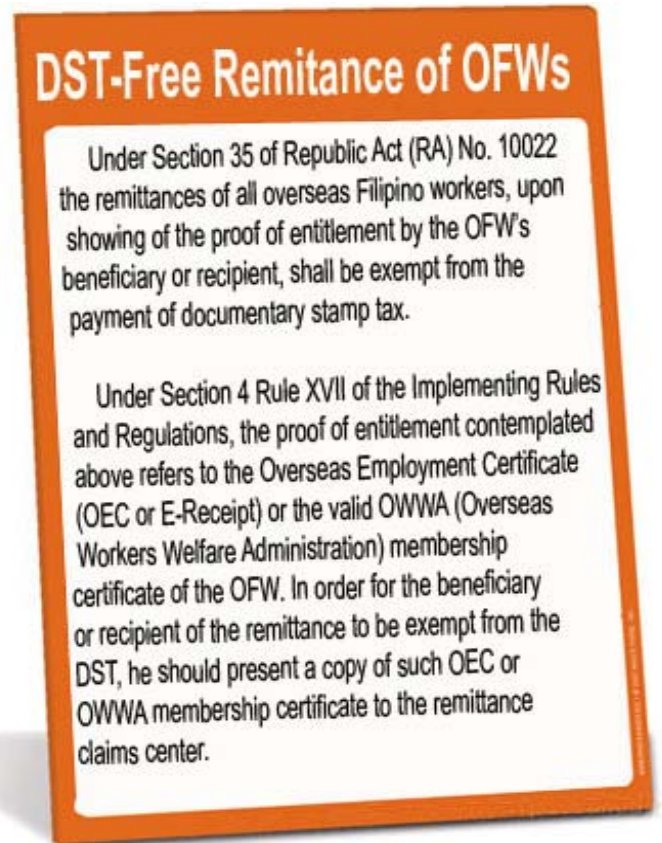 DST-Free Remitance of OFWs
Under Section 35 of Republic Act (RA) No. 10022
the remittances of all overseas Filipino workers, upon
showing of the proof of entitlement by the OFW's
beneficiary or recipient, shall be exempt from the
payment of documentary stamp tax.
Under Section 4 Rule XVII of the Implementing Rules
and Regulations, the proof of entitlement contemplated
above refers to the Overseas Employment Certificate
(OEC or E-Receipt) or the valid OWWA (Overseas
Workers Welfare Administration) membership
certificate of the OFW. In order for the beneficiary
or recipient of the remittance to be exempt from the
DST, he should present a copy of such OEC or
OWWA membership certificate to the remittance
claims center.